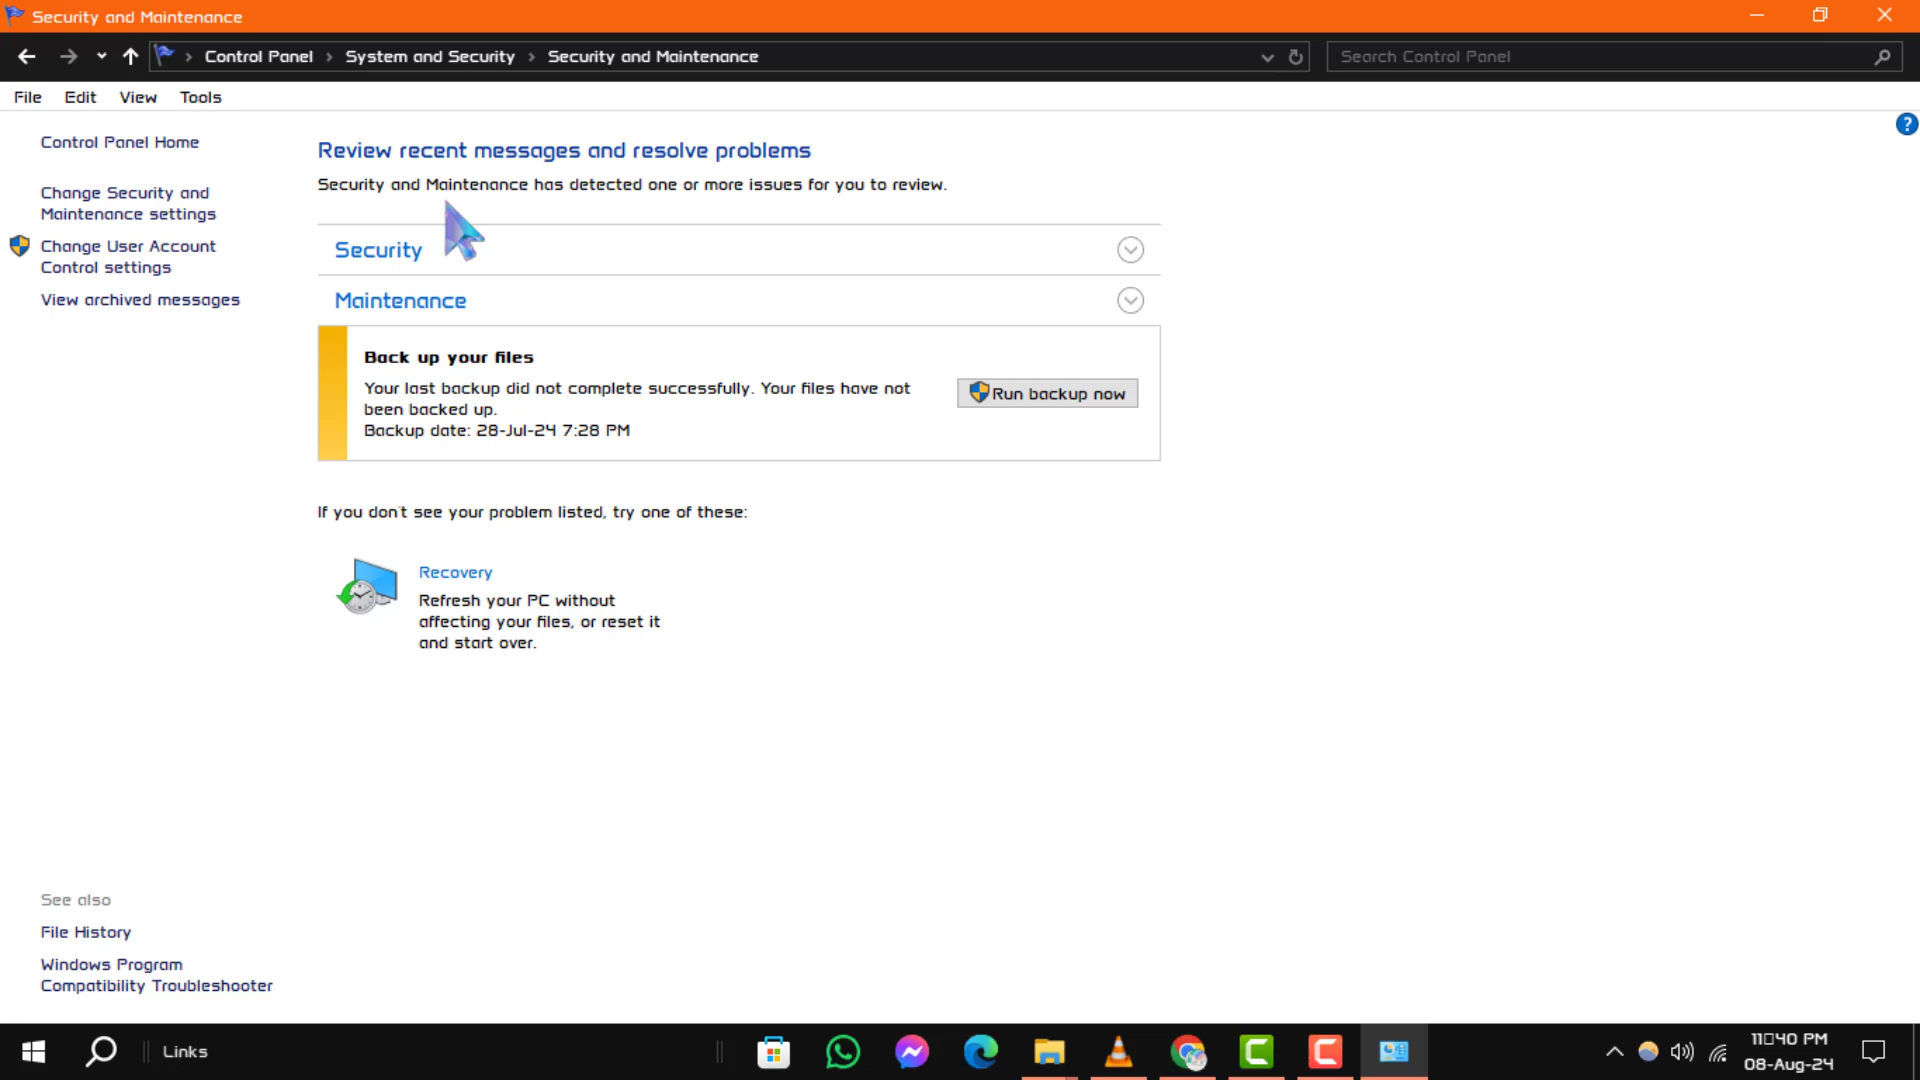 Security and Maintenance
Control Panel › System and Security › Security and Maintenance
Search Control Panel
File Edit View Tools
Control Panel Home
Change Security and
Maintenance settings
Change User Account
Control settings
View archived messages
Review recent messages and resolve problems
Security and Maintenance has detected one or more issues for you to review.
Security
Maintenance
Back up your files
Your last backup did not complete successfully. Your files have not
been backed up.
Backup date: 28-Jul-24 7:28 PM
Run backup now
If you don't see your problem listed, try one of these:
Recovery
Refresh your PC without
affecting your files, or reset it
and start over.
See also
File History
Windows Program
Compatibility Troubleshooter
Links
11□40 PM
08-Aug-24